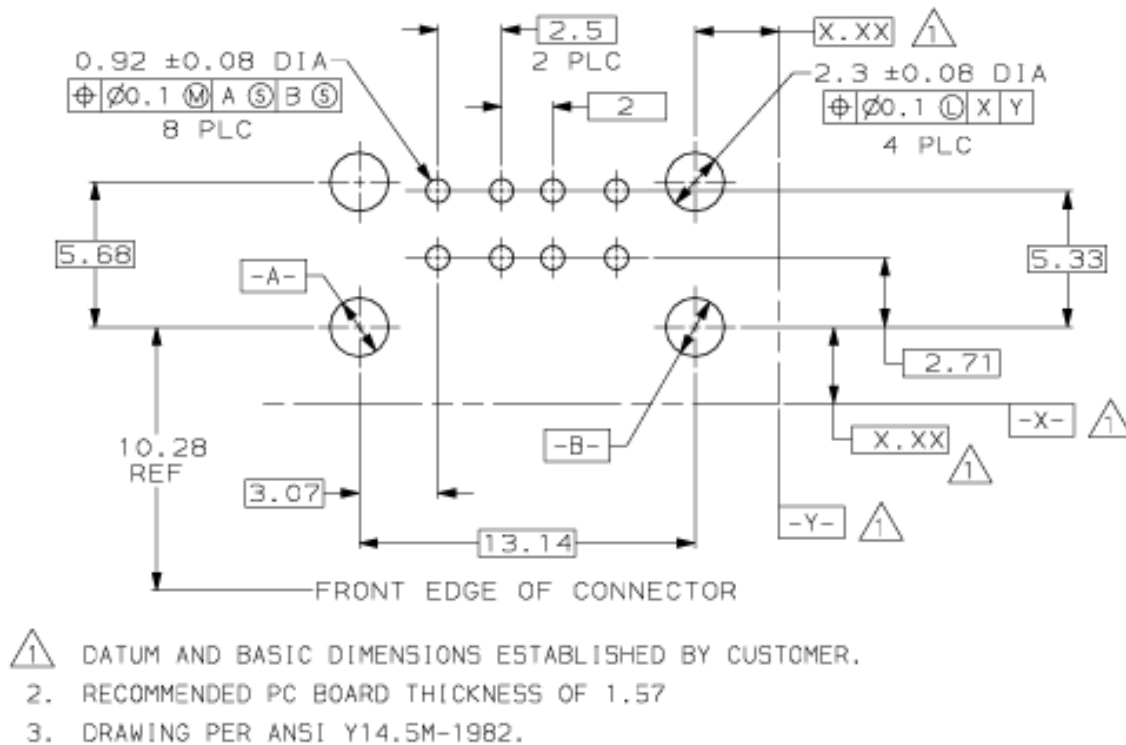 2.5
2 PLC
X.XX 1
0.92 ±0.08 DIA
⌖ Ø0.1 Ⓜ A Ⓢ B Ⓢ
8 PLC
2
2.3 ±0.08 DIA
⌖ Ø0.1 Ⓛ X Y
4 PLC
5.68
5.33
-A-
2.71
-X- 1
-B-
X.XX
1
10.28
REF
3.07
-Y- 1
13.14
FRONT EDGE OF CONNECTOR
1 DATUM AND BASIC DIMENSIONS ESTABLISHED BY CUSTOMER.
2. RECOMMENDED PC BOARD THICKNESS OF 1.57
3. DRAWING PER ANSI Y14.5M-1982.